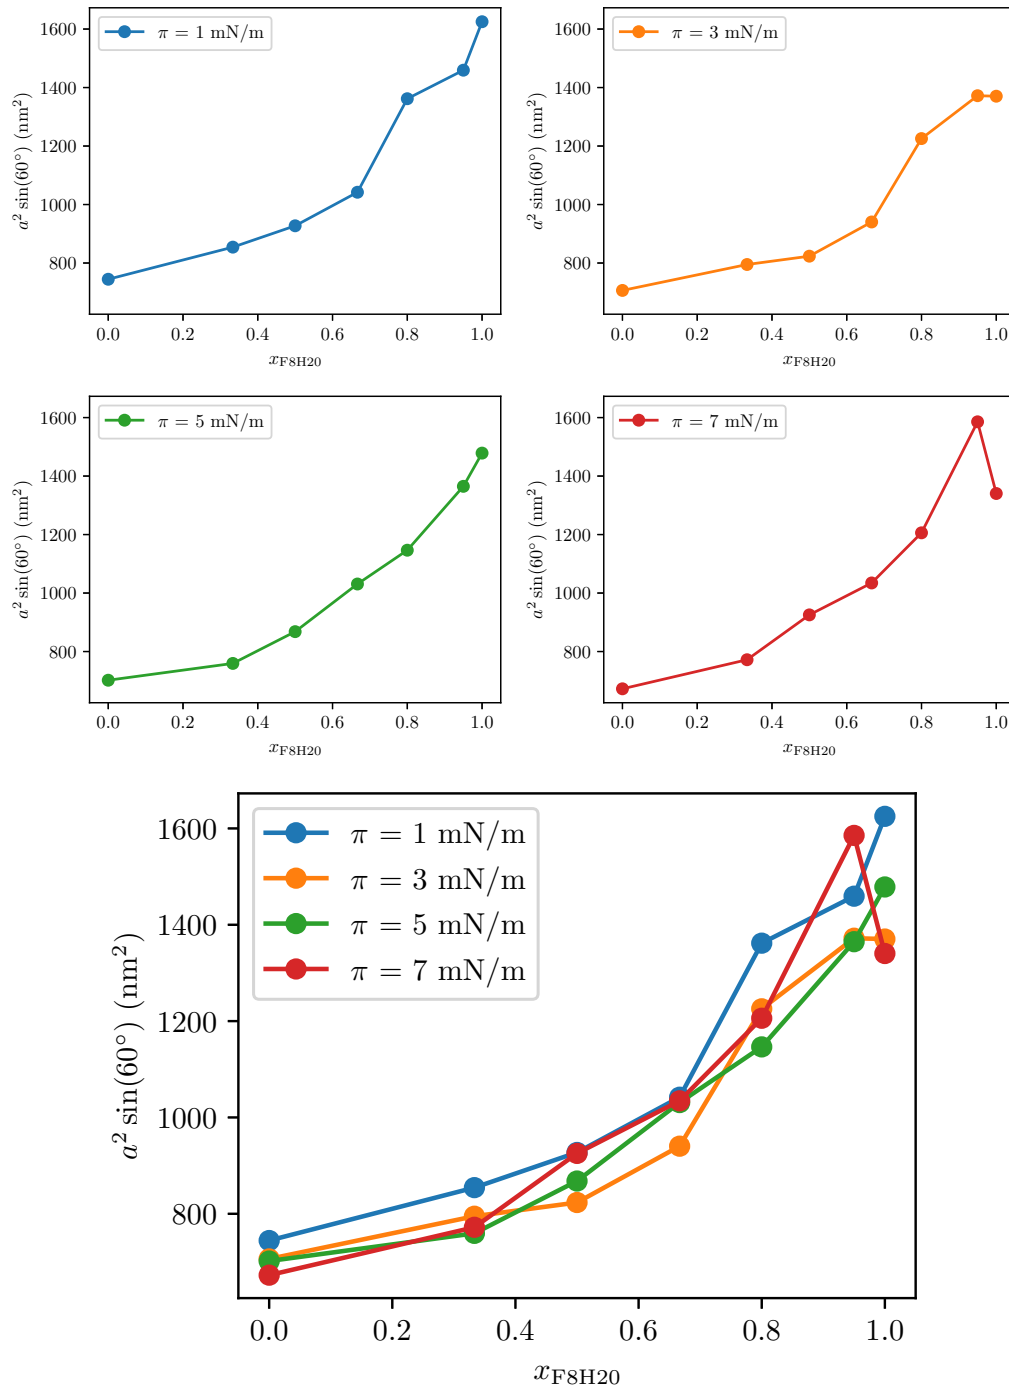 π = 1 mN/m
1600
1400
1200
1000
800
a² sin(60°) (nm²)
0.0 0.2 0.4 0.6 0.8 1.0
x_F8H20
π = 3 mN/m
1600
1400
1200
1000
800
a² sin(60°) (nm²)
0.0 0.2 0.4 0.6 0.8 1.0
x_F8H20
π = 5 mN/m
1600
1400
1200
1000
800
a² sin(60°) (nm²)
0.0 0.2 0.4 0.6 0.8 1.0
x_F8H20
π = 7 mN/m
1600
1400
1200
1000
800
a² sin(60°) (nm²)
0.0 0.2 0.4 0.6 0.8 1.0
x_F8H20
π = 1 mN/m
π = 3 mN/m
π = 5 mN/m
π = 7 mN/m
1600
1400
1200
1000
800
a² sin(60°) (nm²)
0.0 0.2 0.4 0.6 0.8 1.0
x_F8H20